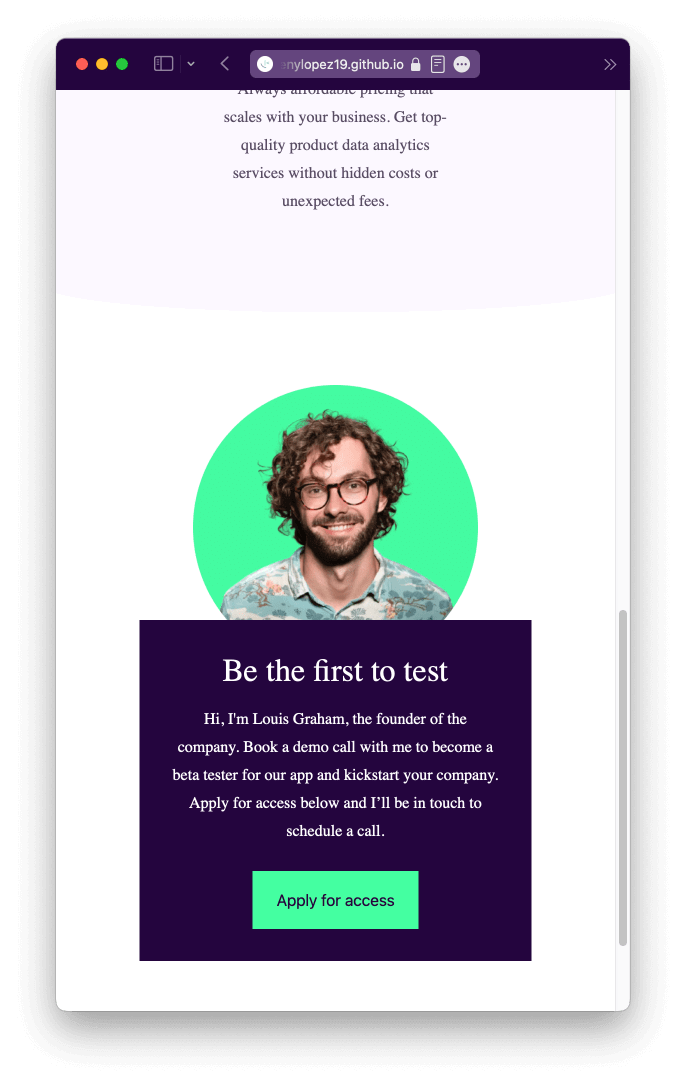 nylopez19.github.io
Always affordable pricing that
scales with your business. Get top-
quality product data analytics
services without hidden costs or
unexpected fees.
Be the first to test
Hi, I'm Louis Graham, the founder of the
company. Book a demo call with me to become a
beta tester for our app and kickstart your company.
Apply for access below and I’ll be in touch to
schedule a call.
Apply for access